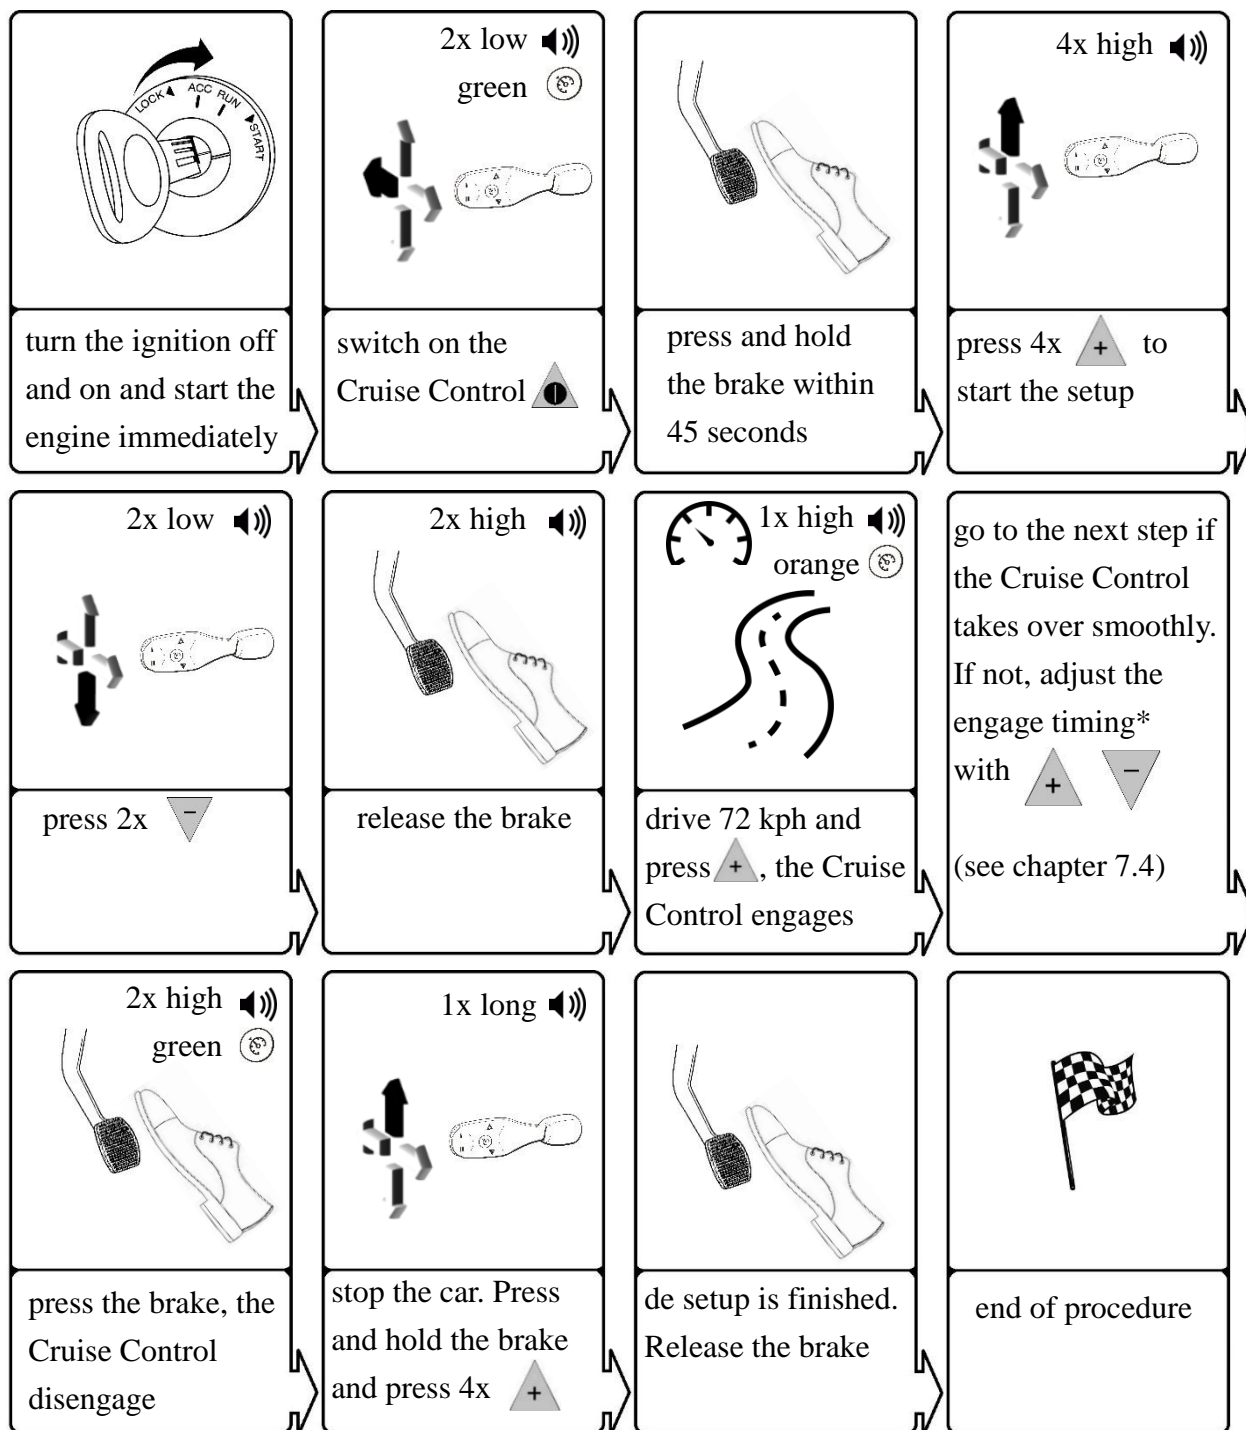 LOCK ACC RUN START
turn the ignition off
and on and start the
engine immediately
2x low
green
switch on the
Cruise Control
press and hold
the brake within
45 seconds
4x high
press 4x + to
start the setup
2x low
press 2x −
2x high
release the brake
1x high
orange
drive 72 kph and
press + , the Cruise
Control engages
go to the next step if
the Cruise Control
takes over smoothly.
If not, adjust the
engage timing*
with + −
(see chapter 7.4)
2x high
green
press the brake, the
Cruise Control
disengage
1x long
stop the car. Press
and hold the brake
and press 4x +
de setup is finished.
Release the brake
end of procedure